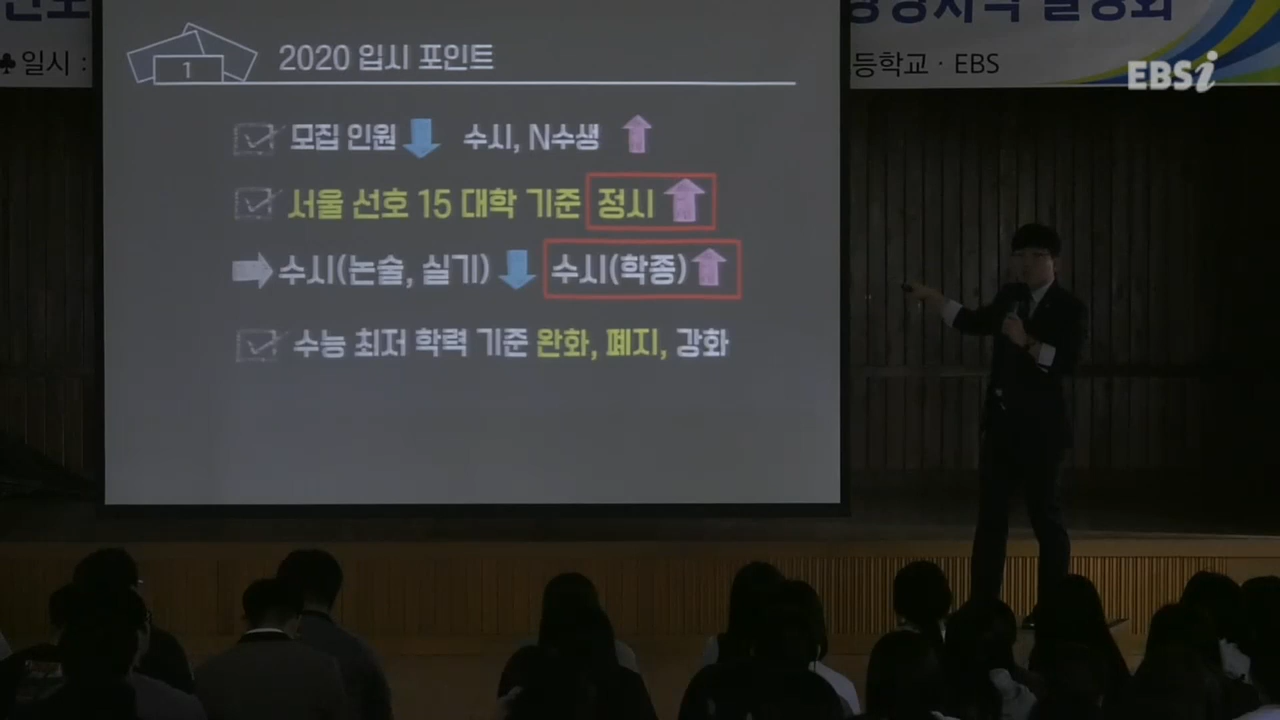 일시 :
등학교 · EBS
EBSi
1
2020 입시 포인트
모집 인원 수시, N수생
서울 선호 15 대학 기준 정시
수시(논술, 실기) 수시(학종)
수능 최저 학력 기준 완화, 폐지, 강화